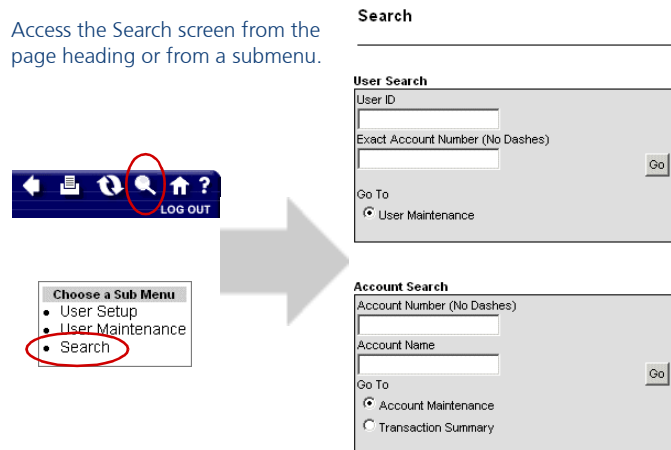 Access the Search screen from the
page heading or from a submenu.
?
LOG OUT
Choose a Sub Menu
• User Setup
• User Maintenance
• Search
Search
User Search
User ID
Exact Account Number (No Dashes)
Go
Go To
User Maintenance
Account Search
Account Number (No Dashes)
Account Name
Go
Go To
Account Maintenance
Transaction Summary